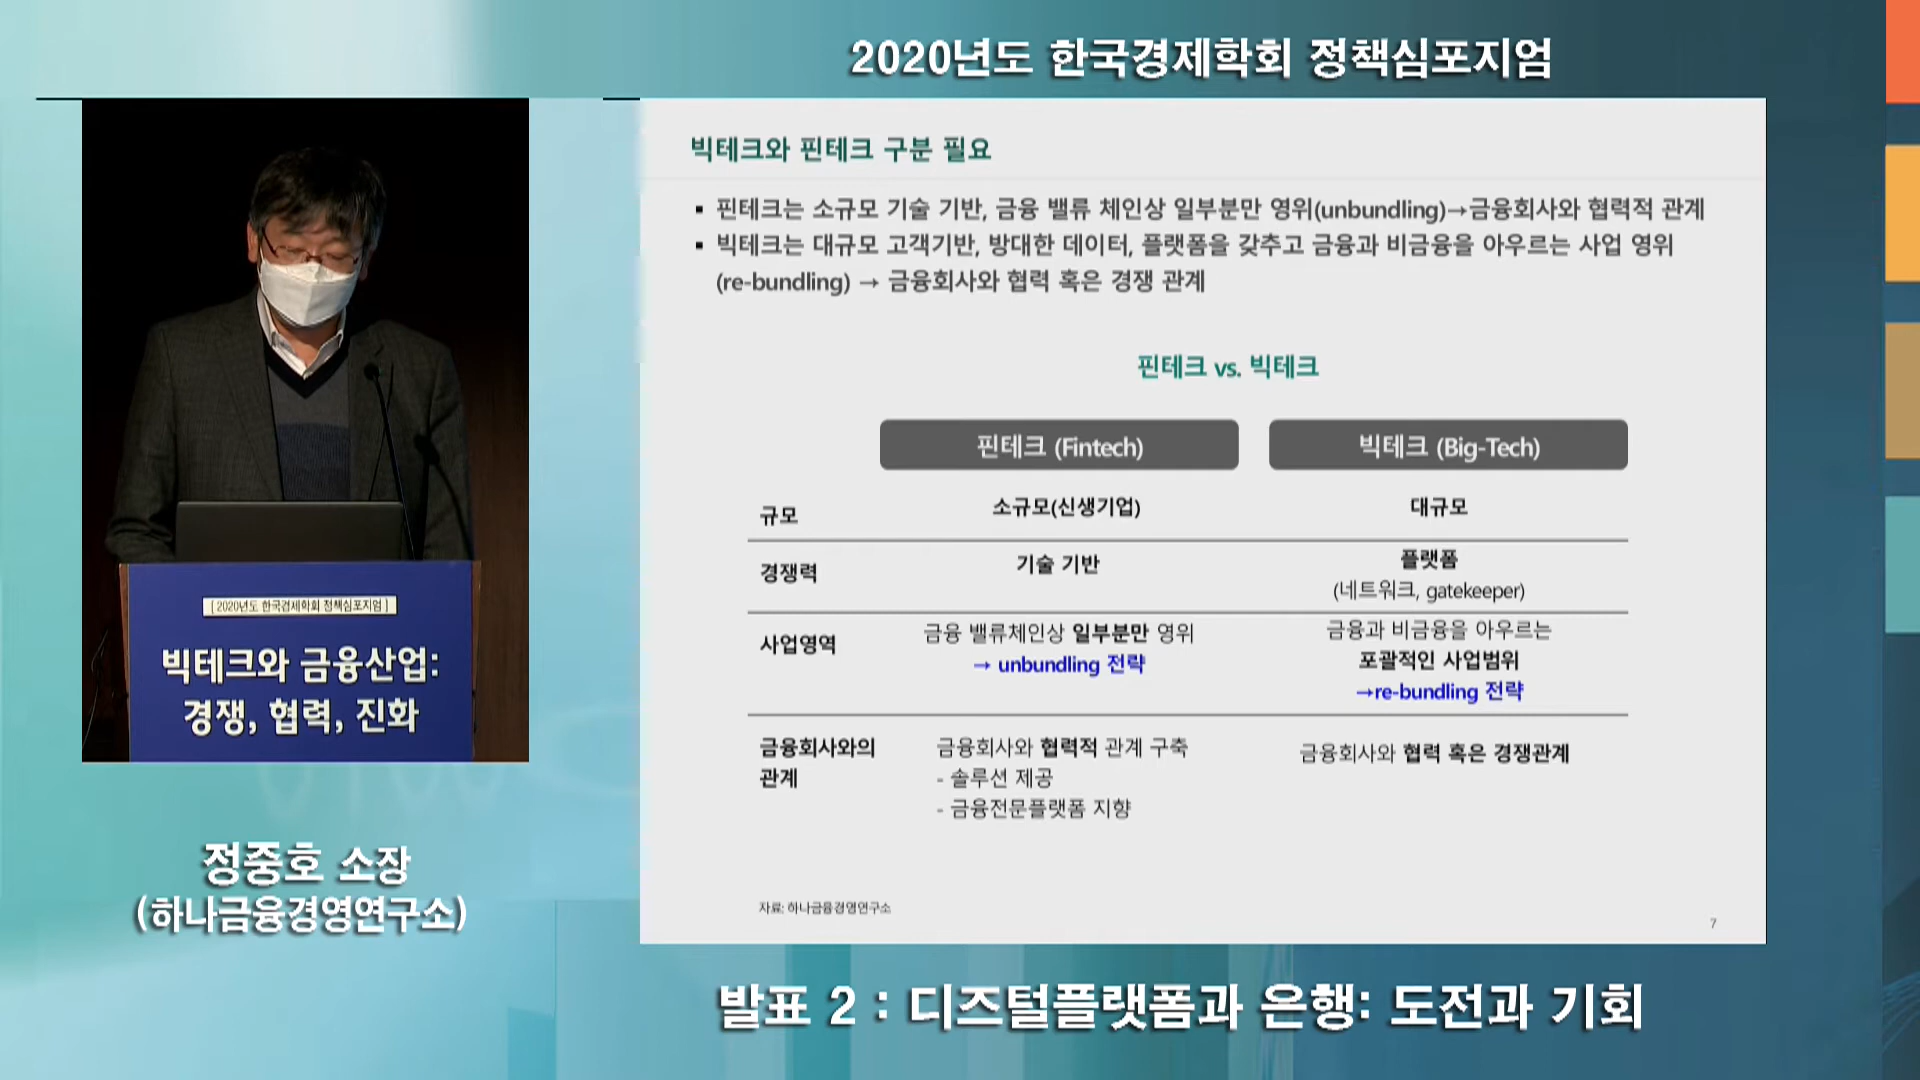 2020년도 한국경제학회 정책심포지엄
빅테크와 핀테크 구분 필요
▪ 핀테크는 소규모 기술 기반, 금융 밸류 체인상 일부분만 영위(unbundling)→금융회사와 협력적 관계
▪ 빅테크는 대규모 고객기반, 방대한 데이터, 플랫폼을 갖추고 금융과 비금융을 아우르는 사업 영위
(re-bundling) → 금융회사와 협력 혹은 경쟁 관계
핀테크 vs. 빅테크
핀테크 (Fintech)
빅테크 (Big-Tech)
규모
소규모(신생기업)
대규모
경쟁력
기술 기반
플랫폼
(네트워크, gatekeeper)
사업영역
금융 밸류체인상 일부분만 영위
→ unbundling 전략
금융과 비금융을 아우르는
포괄적인 사업범위
→re-bundling 전략
금융회사와의
관계
금융회사와 협력적 관계 구축
- 솔루션 제공
- 금융전문플랫폼 지향
금융회사와 협력 혹은 경쟁관계
자료: 하나금융경영연구소
7
[ 2020년도 한국경제학회 정책심포지엄 ]
빅테크와 금융산업:
경쟁, 협력, 진화
정중호 소장
(하나금융경영연구소)
발표 2 : 디즈털플랫폼과 은행: 도전과 기회